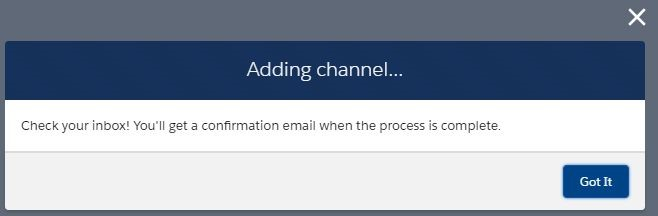 Adding channel...
Check your inbox! You'll get a confirmation email when the process is complete.
Got It